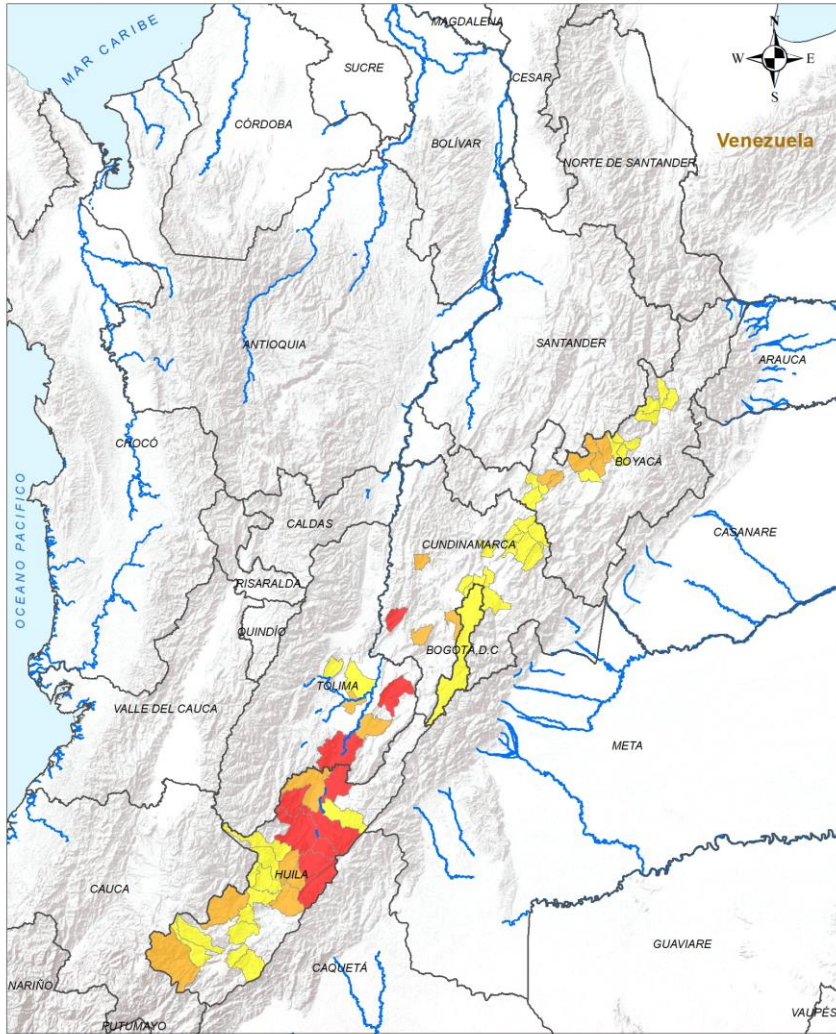 MAGDALENA
MAR CARIBE
SUCRE
CESAR
N
W E
S
CÓRDOBA
BOLÍVAR
Venezuela
NORTE DE SANTANDER
ANTIOQUIA
SANTANDER
ARAUCA
CHOCÓ
BOYACÁ
OCEANO PACIFICO
CALDAS
CUNDINAMARCA
CASANARE
RISARALDA
QUINDÍO
BOGOTÁ,D.C
TOLIMA
VALLE DEL CAUCA
META
HUILA
CAUCA
GUAVIARE
CAQUETÁ
NARIÑO
VAUPÉS
PUTUMAYO